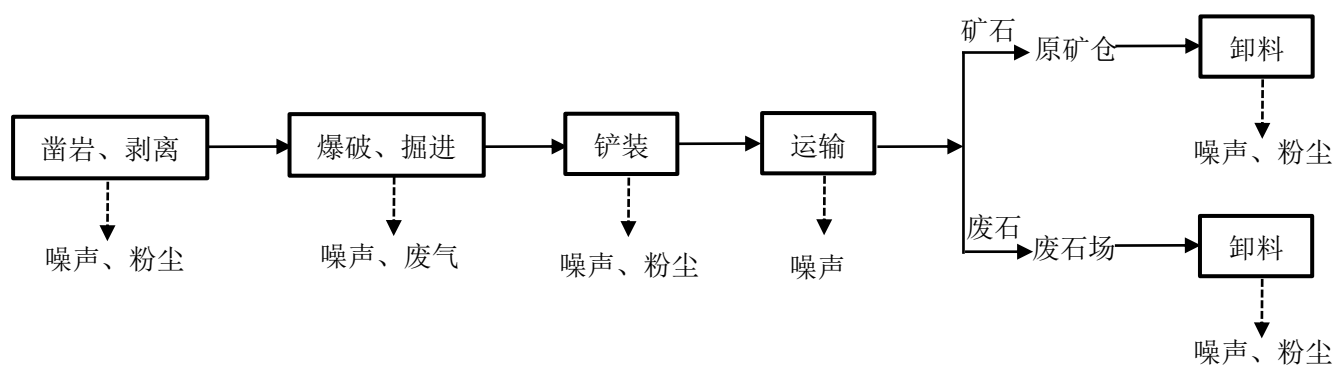 矿石
原矿仓
卸料
凿岩、剥离
爆破、掘进
铲装
运输
噪声、粉尘
噪声、粉尘
噪声、废气
噪声、粉尘
噪声
废石
废石场
卸料
噪声、粉尘